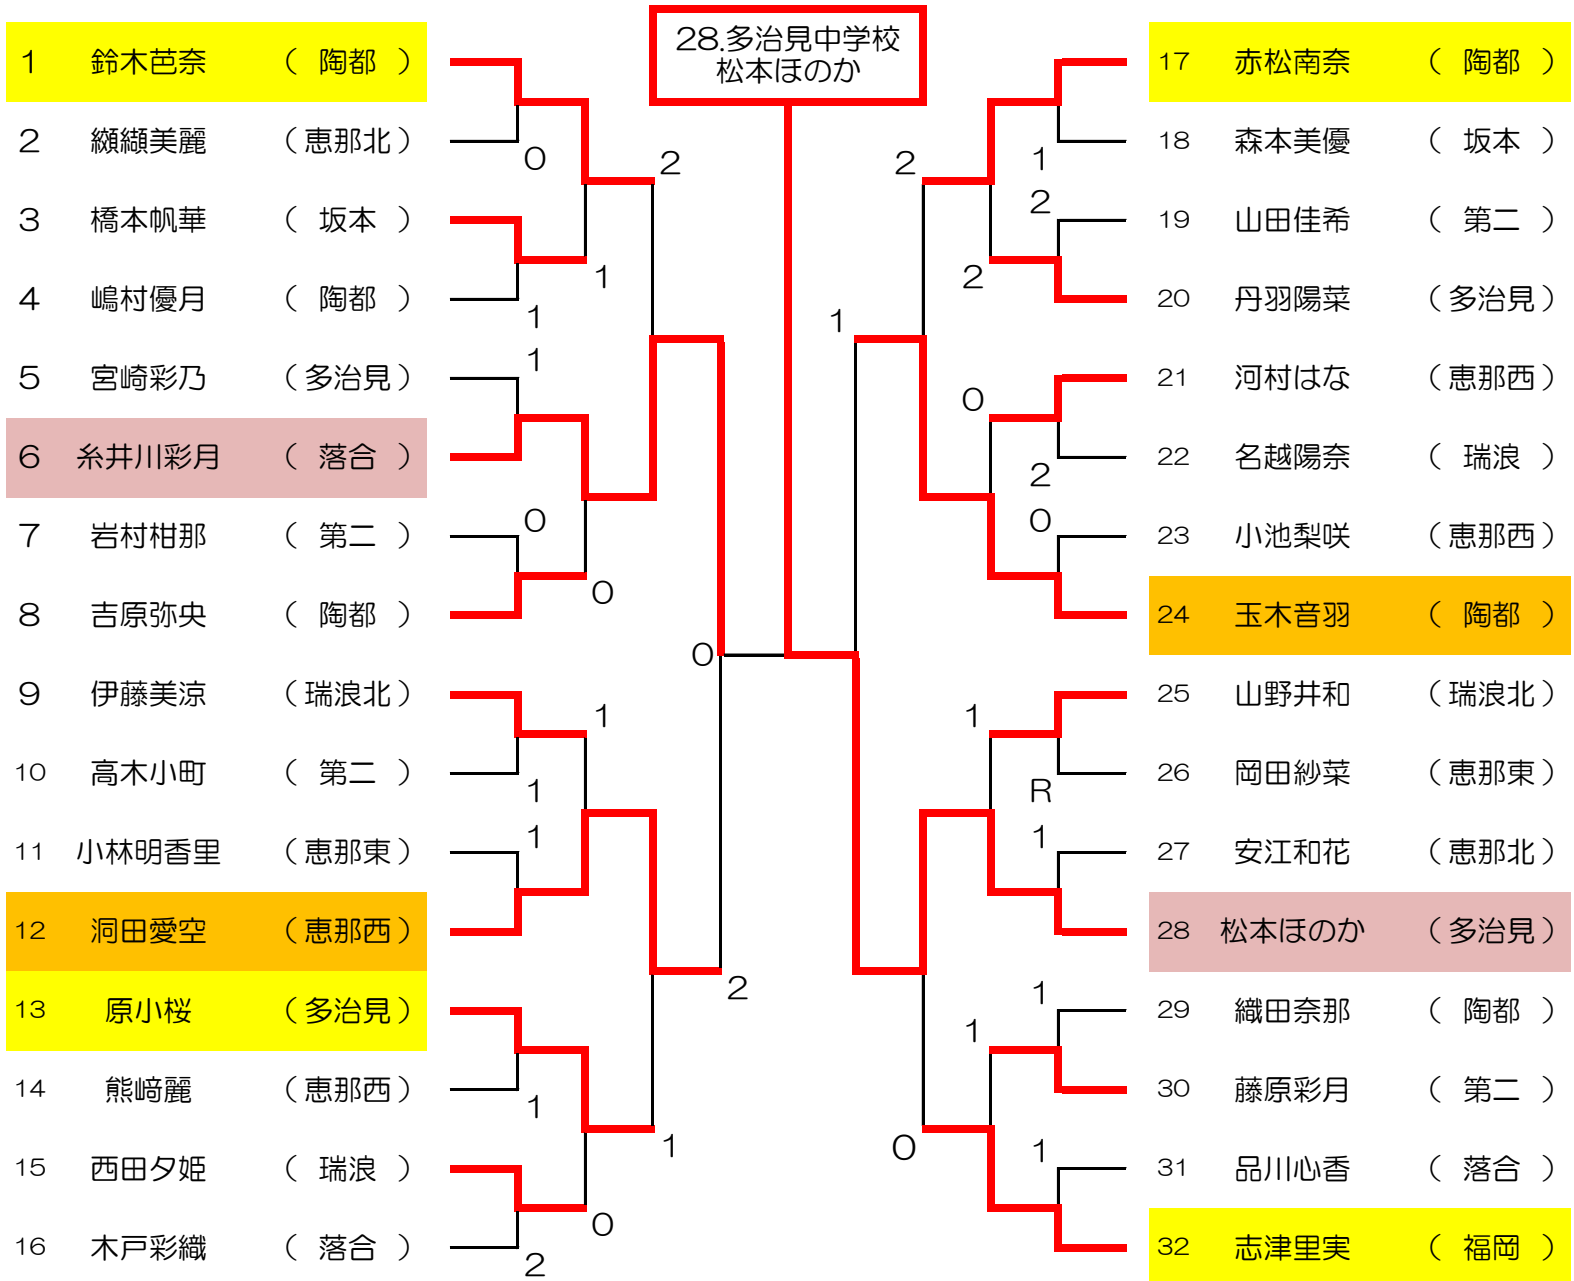 28.多治見中学校
松本ほのか
1 鈴木芭奈 （ 陶都 ）
2 纐纈美麗 （恵那北）
0
2
3 橋本帆華 （ 坂本 ）
1
4 嶋村優月 （ 陶都 ）
1
1
5 宮崎彩乃 （多治見）
6 糸井川彩月 （ 落合 ）
7 岩村柑那 （ 第二 ）
0
0
8 吉原弥央 （ 陶都 ）
0
9 伊藤美涼 （瑞浪北）
1
10 高木小町 （ 第二 ）
1
11 小林明香里 （恵那東）
1
12 洞田愛空 （恵那西）
2
13 原小桜 （多治見）
14 熊﨑麗 （恵那西）
1
1
15 西田夕姫 （ 瑞浪 ）
0
16 木戸彩織 （ 落合 ）
2
17 赤松南奈 （ 陶都 ）
18 森本美優 （ 坂本 ）
2
1
2
19 山田佳希 （ 第二 ）
2
20 丹羽陽菜 （多治見）
1
21 河村はな （恵那西）
0
22 名越陽奈 （ 瑞浪 ）
2
0
23 小池梨咲 （恵那西）
24 玉木音羽 （ 陶都 ）
25 山野井和 （瑞浪北）
1
26 岡田紗菜 （恵那東）
R
1
27 安江和花 （恵那北）
28 松本ほのか （多治見）
1
29 織田奈那 （ 陶都 ）
1
30 藤原彩月 （ 第二 ）
0
1
31 品川心香 （ 落合 ）
32 志津里実 （ 福岡 ）